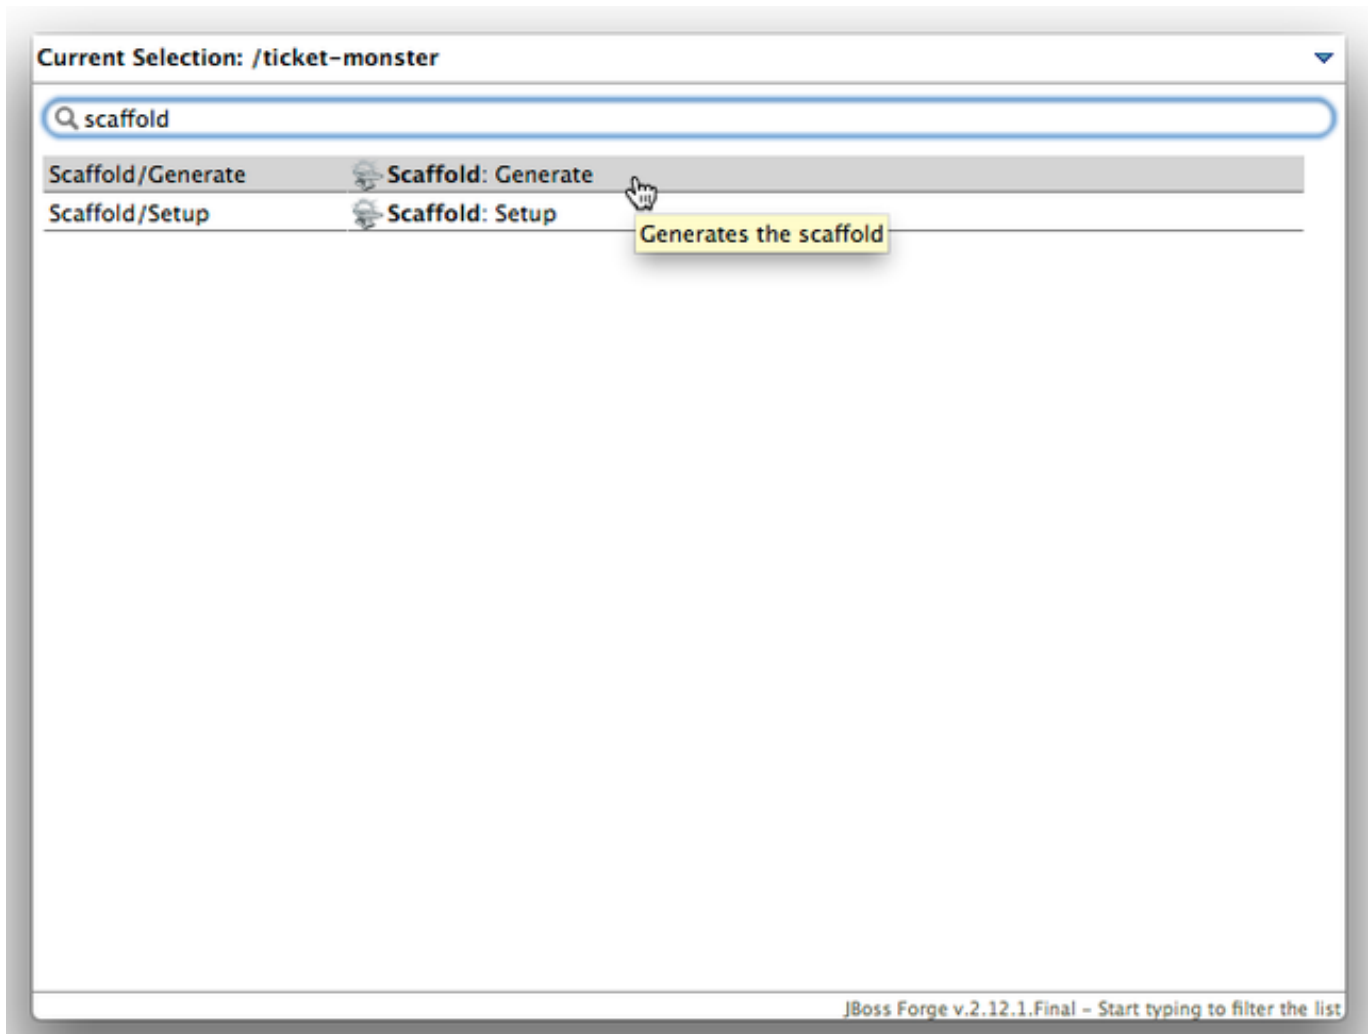 Current Selection: /ticket-monster
scaffold
Scaffold/Generate Scaffold: Generate
Scaffold/Setup Scaffold: Setup
Generates the scaffold
JBoss Forge v.2.12.1.Final - Start typing to filter the list